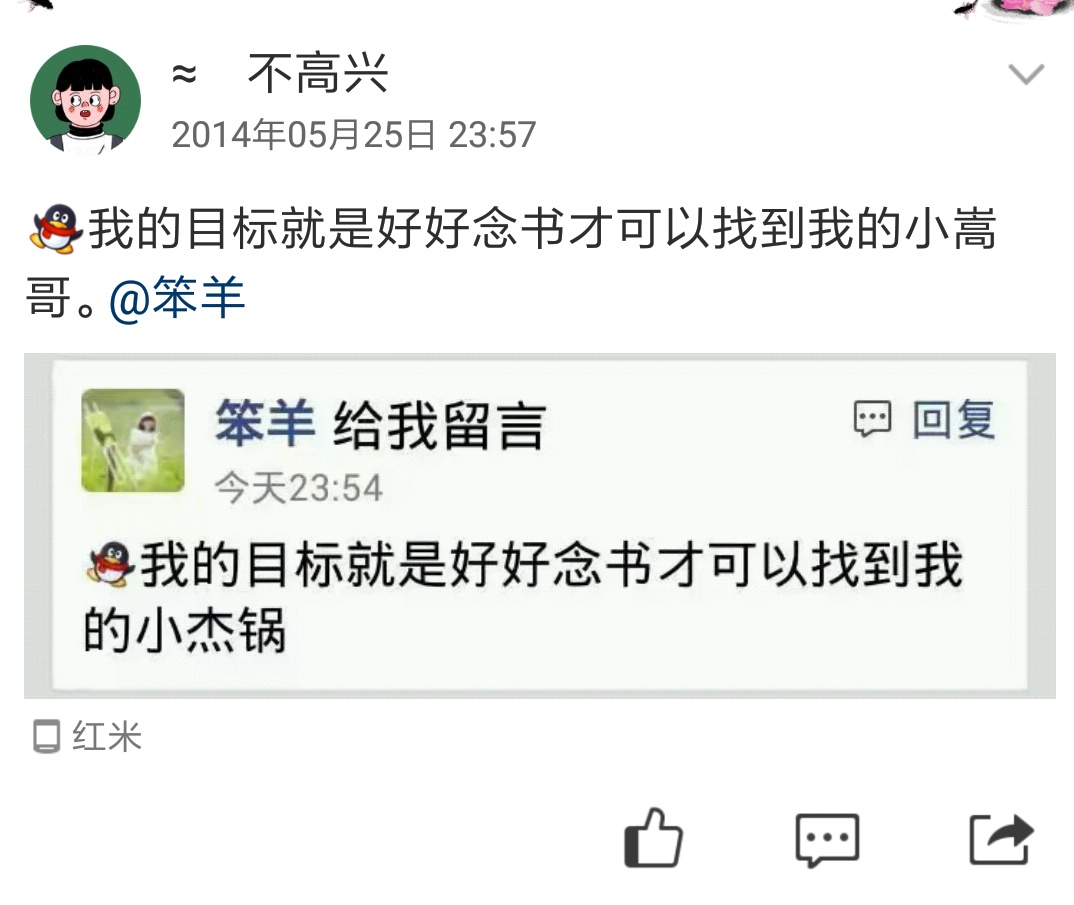 ≈ 不高兴
2014年05月25日 23:57
我的目标就是好好念书才可以找到我的小嵩
哥。@笨羊
笨羊 给我留言
回复
今天23:54
我的目标就是好好念书才可以找到我
的小杰锅
红米